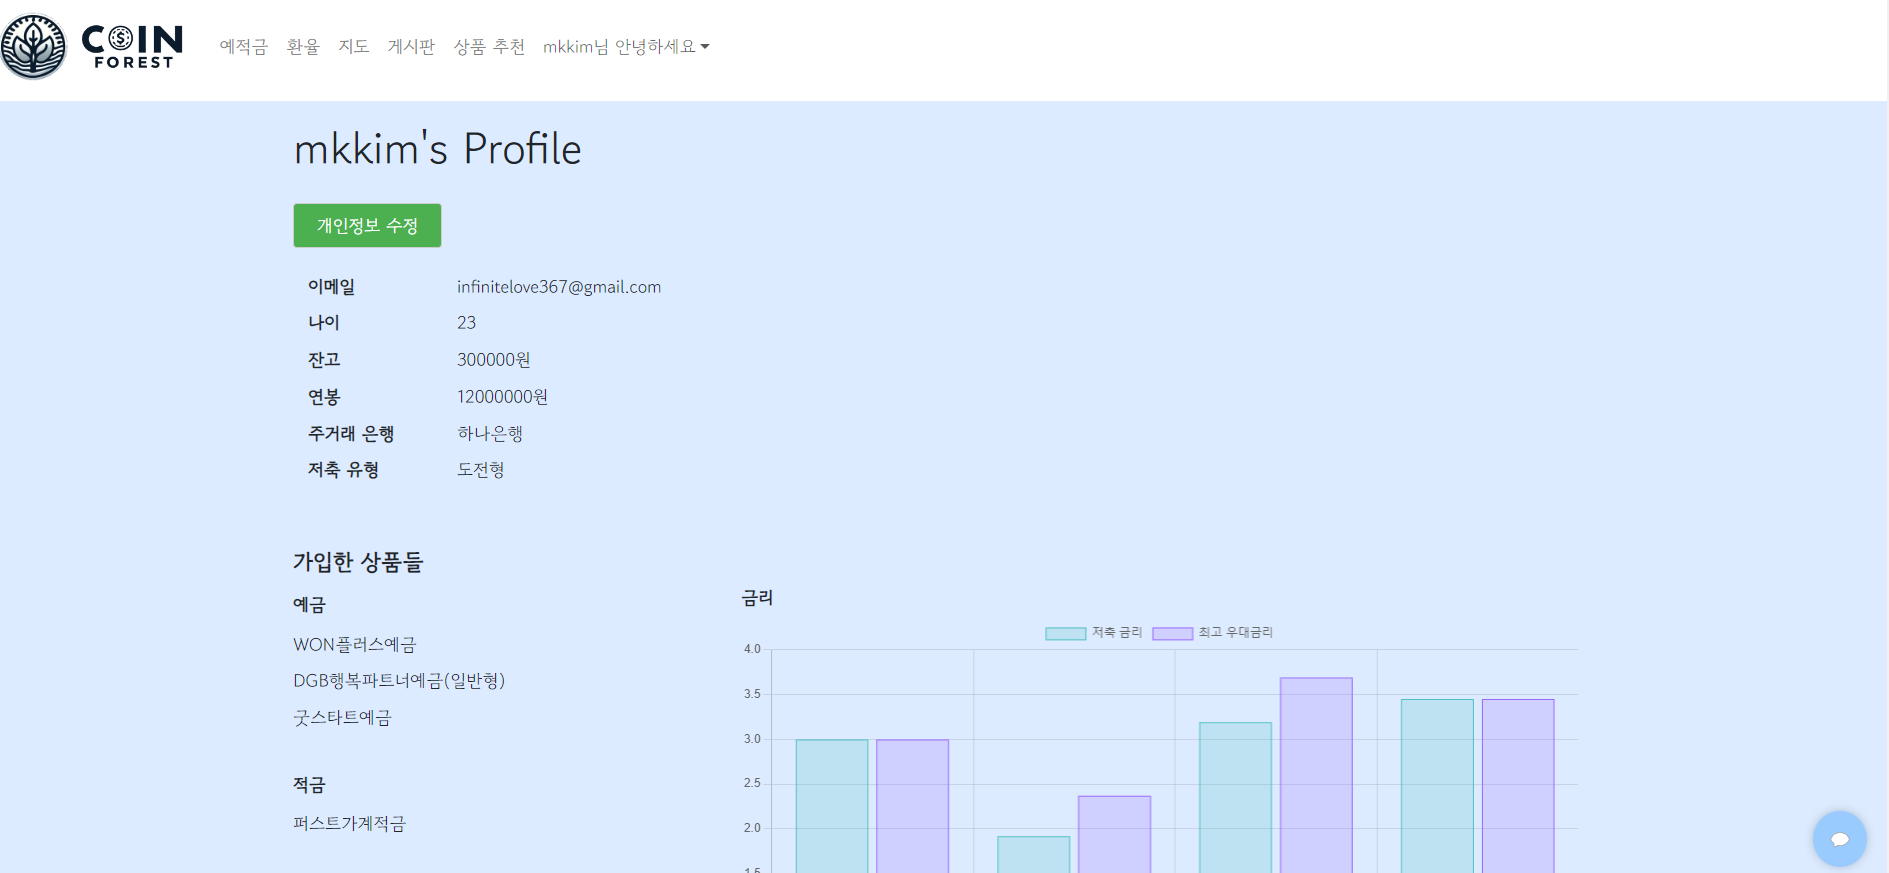 COIN
FOREST
예적금 환율 지도 게시판 상품 추천 mkkim님 안녕하세요
mkkim's Profile
개인정보 수정
이메일 infinitelove367@gmail.com
나이 23
잔고 300000원
연봉 12000000원
주거래 은행 하나은행
저축 유형 도전형
가입한 상품들
예금
WON플러스예금
DGB행복파트너예금(일반형)
굿스타트예금
적금
퍼스트가계적금
금리
저축 금리 최고 우대금리
4.0
3.5
3.0
2.5
2.0
1.5